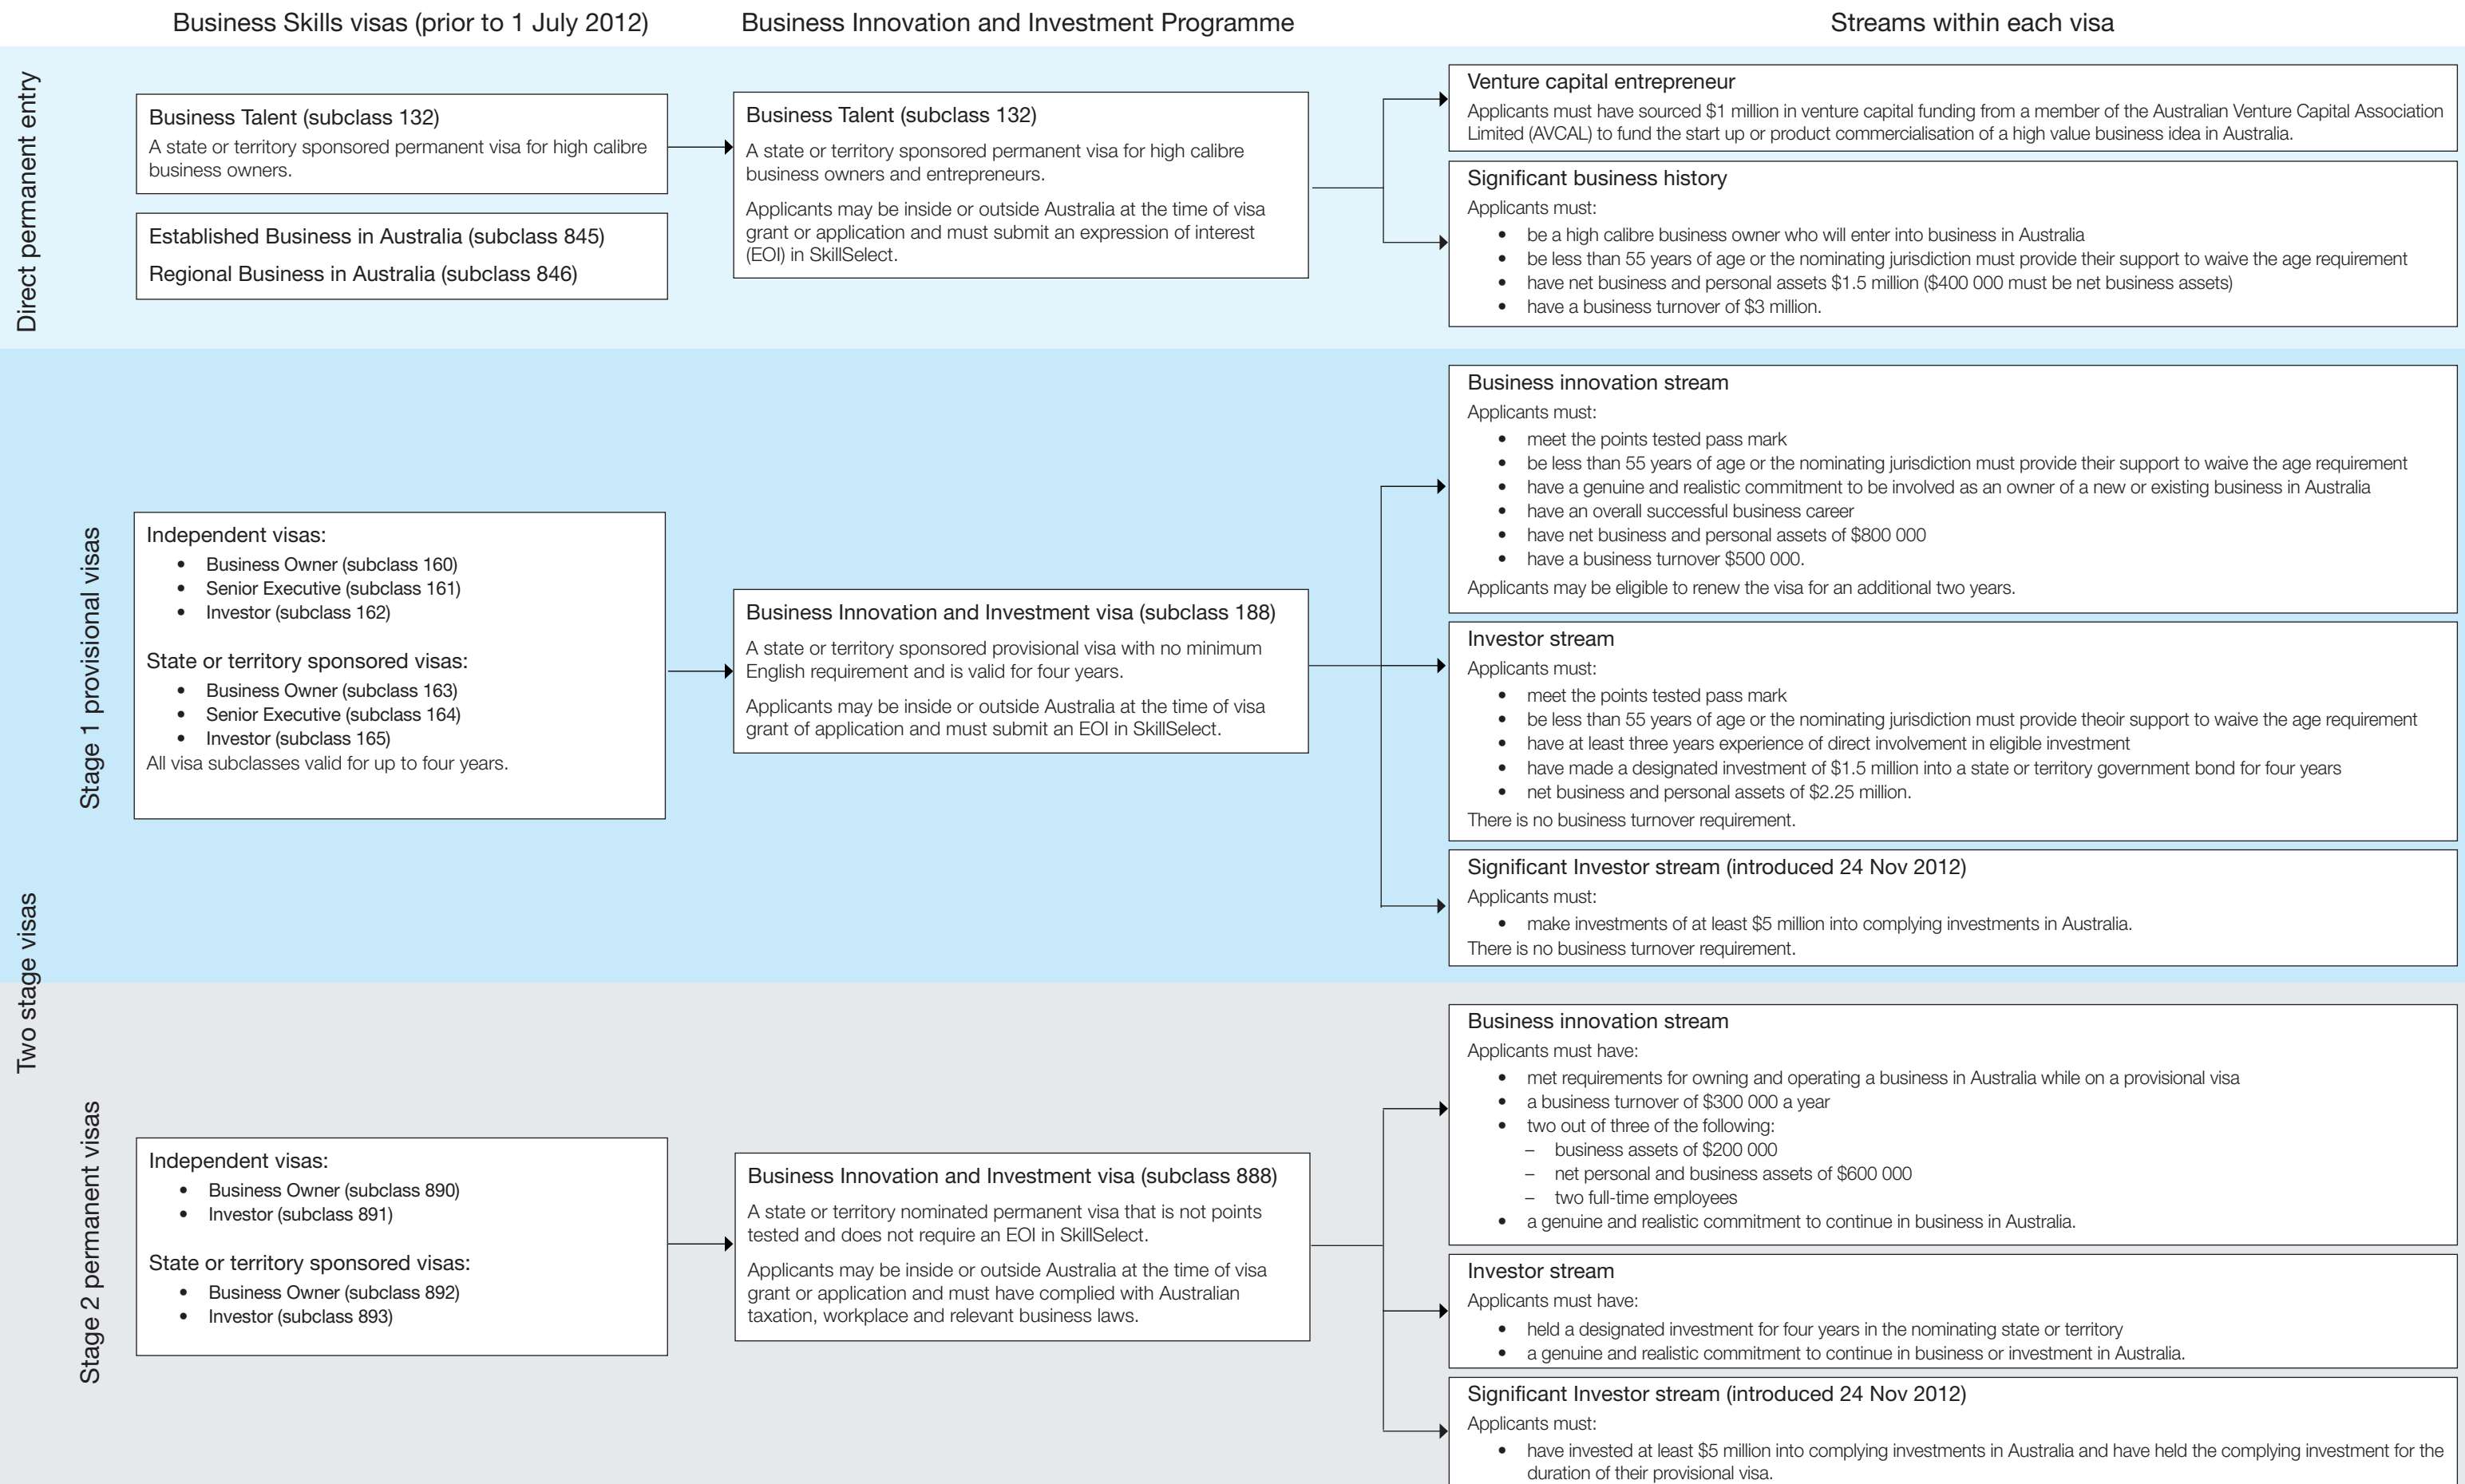 Business Skills visas (prior to 1 July 2012)
Business Innovation and Investment Programme
Streams within each visa
Direct permanent entry
Business Talent (subclass 132)
A state or territory sponsored permanent visa for high calibre
business owners.
Established Business in Australia (subclass 845)
Regional Business in Australia (subclass 846)
Business Talent (subclass 132)
A state or territory sponsored permanent visa for high calibre
business owners and entrepreneurs.
Applicants may be inside or outside Australia at the time of visa
grant or application and must submit an expression of interest
(EOI) in SkillSelect.
Venture capital entrepreneur
Applicants must have sourced $1 million in venture capital funding from a member of the Australian Venture Capital Association
Limited (AVCAL) to fund the start up or product commercialisation of a high value business idea in Australia.
Significant business history
Applicants must:
• be a high calibre business owner who will enter into business in Australia
• be less than 55 years of age or the nominating jurisdiction must provide their support to waive the age requirement
• have net business and personal assets $1.5 million ($400 000 must be net business assets)
• have a business turnover of $3 million.
Two stage visas
Stage 1 provisional visas
Independent visas:
• Business Owner (subclass 160)
• Senior Executive (subclass 161)
• Investor (subclass 162)
State or territory sponsored visas:
• Business Owner (subclass 163)
• Senior Executive (subclass 164)
• Investor (subclass 165)
All visa subclasses valid for up to four years.
Business Innovation and Investment visa (subclass 188)
A state or territory sponsored provisional visa with no minimum
English requirement and is valid for four years.
Applicants may be inside or outside Australia at the time of visa
grant of application and must submit an EOI in SkillSelect.
Business innovation stream
Applicants must:
• meet the points tested pass mark
• be less than 55 years of age or the nominating jurisdiction must provide their support to waive the age requirement
• have a genuine and realistic commitment to be involved as an owner of a new or existing business in Australia
• have an overall successful business career
• have net business and personal assets of $800 000
• have a business turnover $500 000.
Applicants may be eligible to renew the visa for an additional two years.
Investor stream
Applicants must:
• meet the points tested pass mark
• be less than 55 years of age or the nominating jurisdiction must provide theoir support to waive the age requirement
• have at least three years experience of direct involvement in eligible investment
• have made a designated investment of $1.5 million into a state or territory government bond for four years
• net business and personal assets of $2.25 million.
There is no business turnover requirement.
Significant Investor stream (introduced 24 Nov 2012)
Applicants must:
• make investments of at least $5 million into complying investments in Australia.
There is no business turnover requirement.
Stage 2 permanent visas
Independent visas:
• Business Owner (subclass 890)
• Investor (subclass 891)
State or territory sponsored visas:
• Business Owner (subclass 892)
• Investor (subclass 893)
Business Innovation and Investment visa (subclass 888)
A state or territory nominated permanent visa that is not points
tested and does not require an EOI in SkillSelect.
Applicants may be inside or outside Australia at the time of visa
grant or application and must have complied with Australian
taxation, workplace and relevant business laws.
Business innovation stream
Applicants must have:
• met requirements for owning and operating a business in Australia while on a provisional visa
• a business turnover of $300 000 a year
• two out of three of the following:
– business assets of $200 000
– net personal and business assets of $600 000
– two full-time employees
• a genuine and realistic commitment to continue in business in Australia.
Investor stream
Applicants must have:
• held a designated investment for four years in the nominating state or territory
• a genuine and realistic commitment to continue in business or investment in Australia.
Significant Investor stream (introduced 24 Nov 2012)
Applicants must:
• have invested at least $5 million into complying investments in Australia and have held the complying investment for the
duration of their provisional visa.